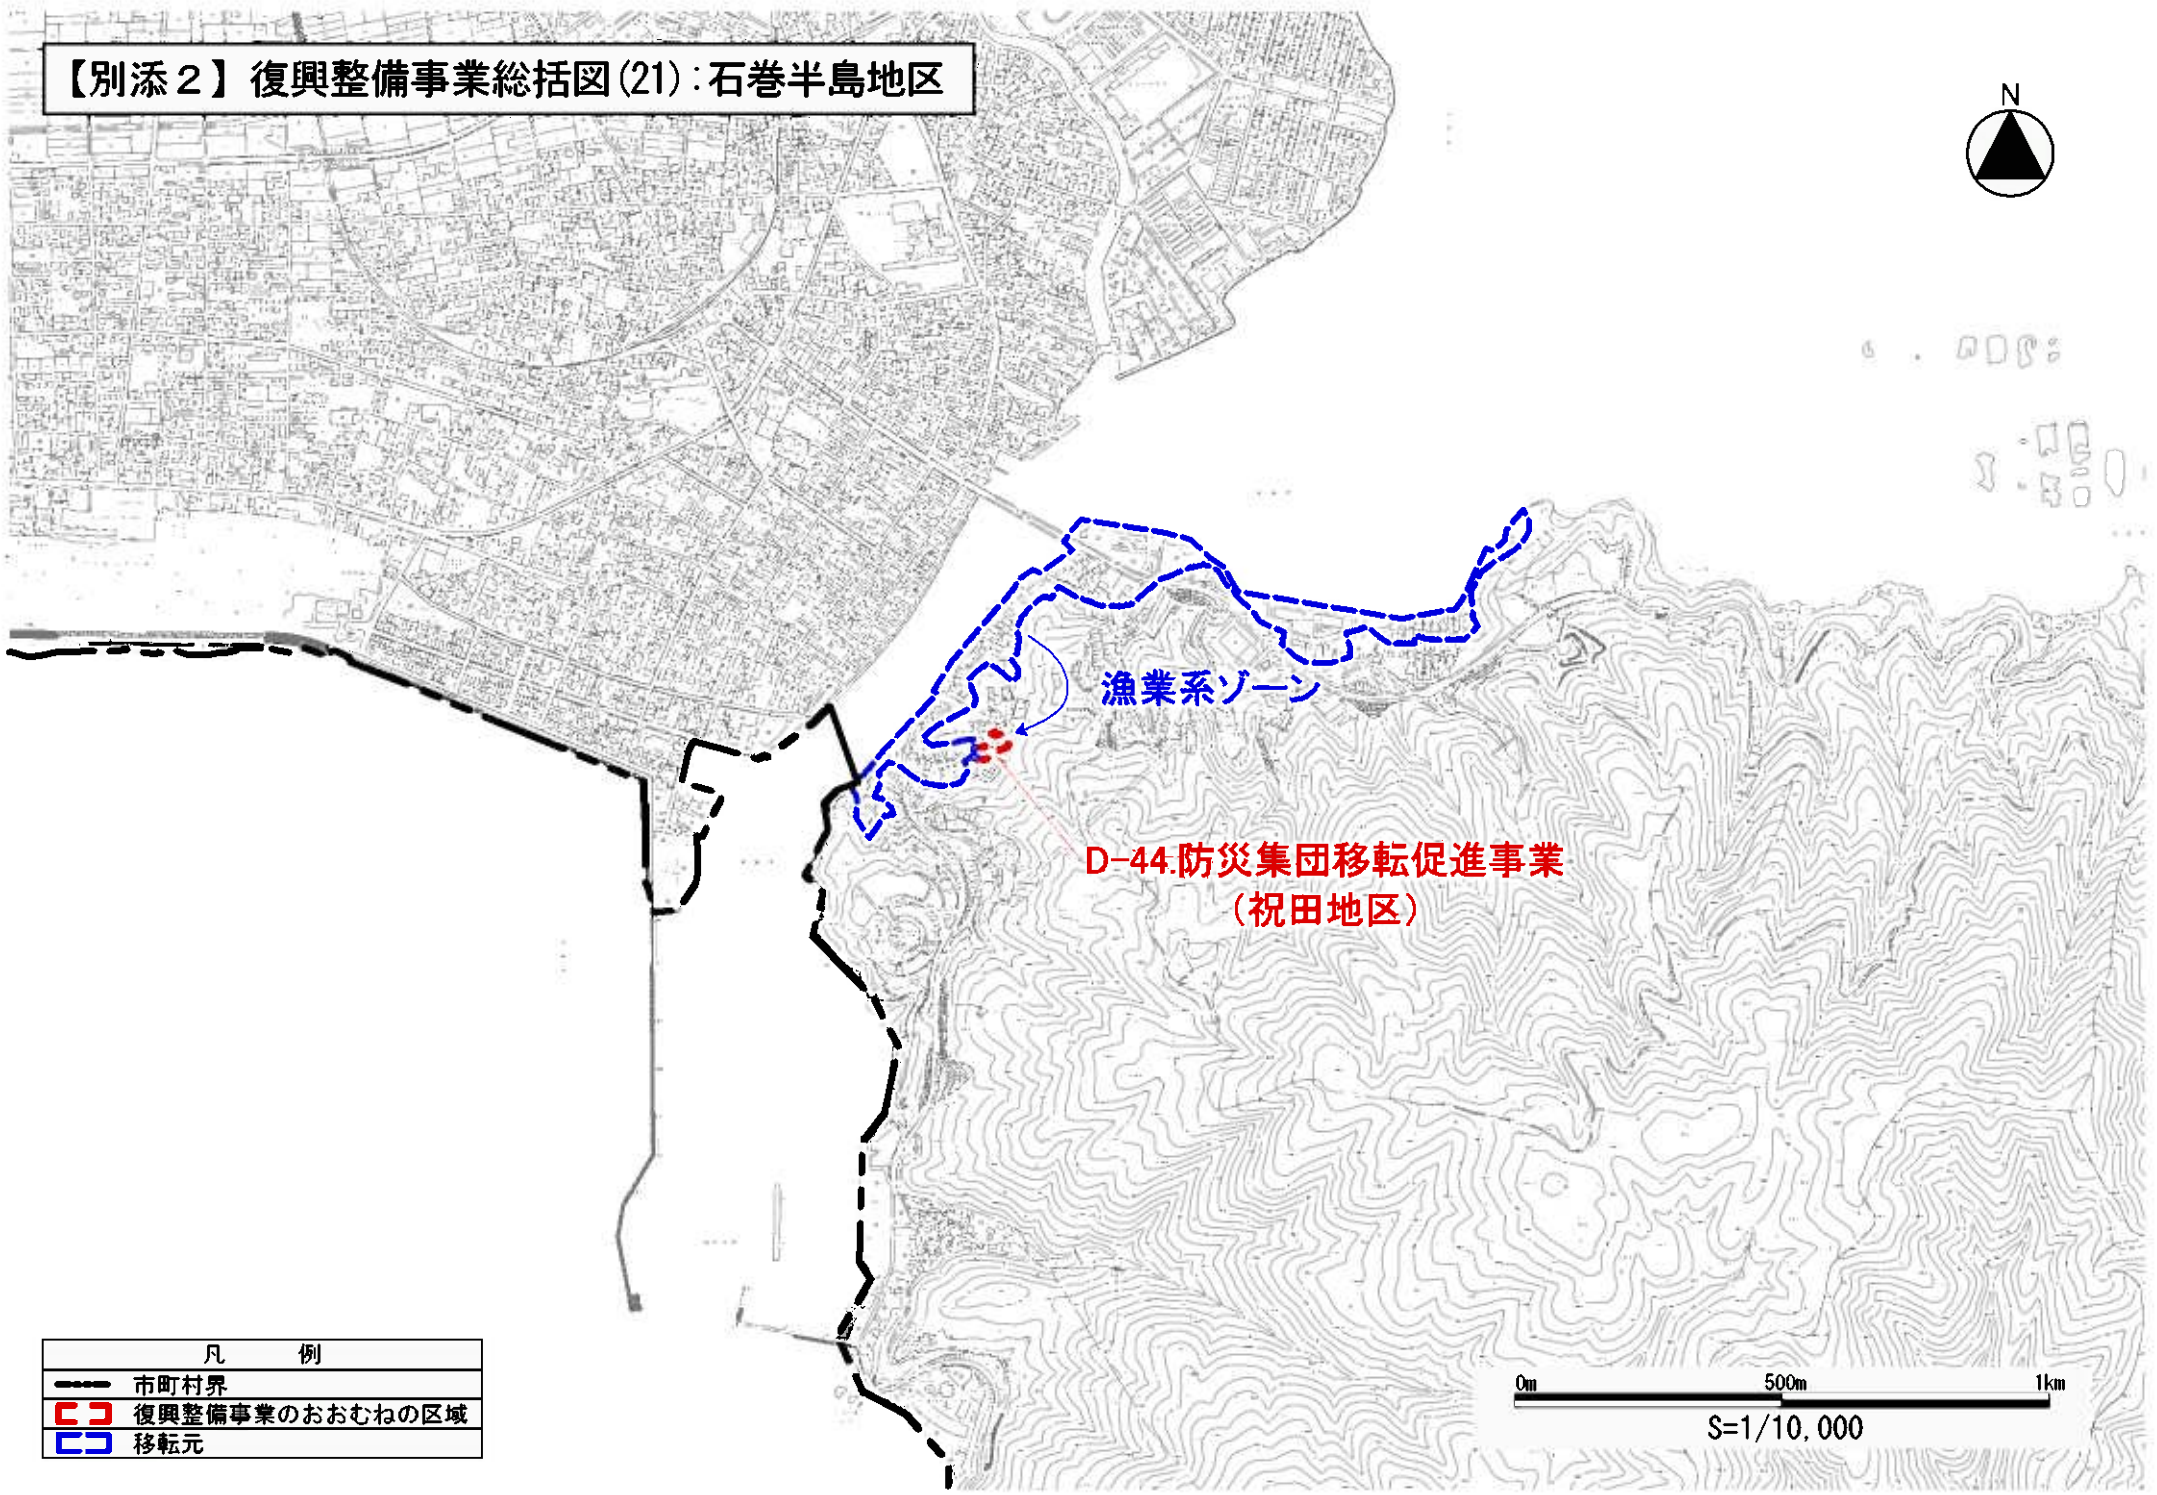 【別添２】復興整備事業総括図(21):石巻半島地区
N
漁業系ゾーン
D-44.防災集団移転促進事業
(祝田地区)
凡 例
市町村界
復興整備事業のおおむねの区域
移転元
0m 500m 1km
S=1/10,000